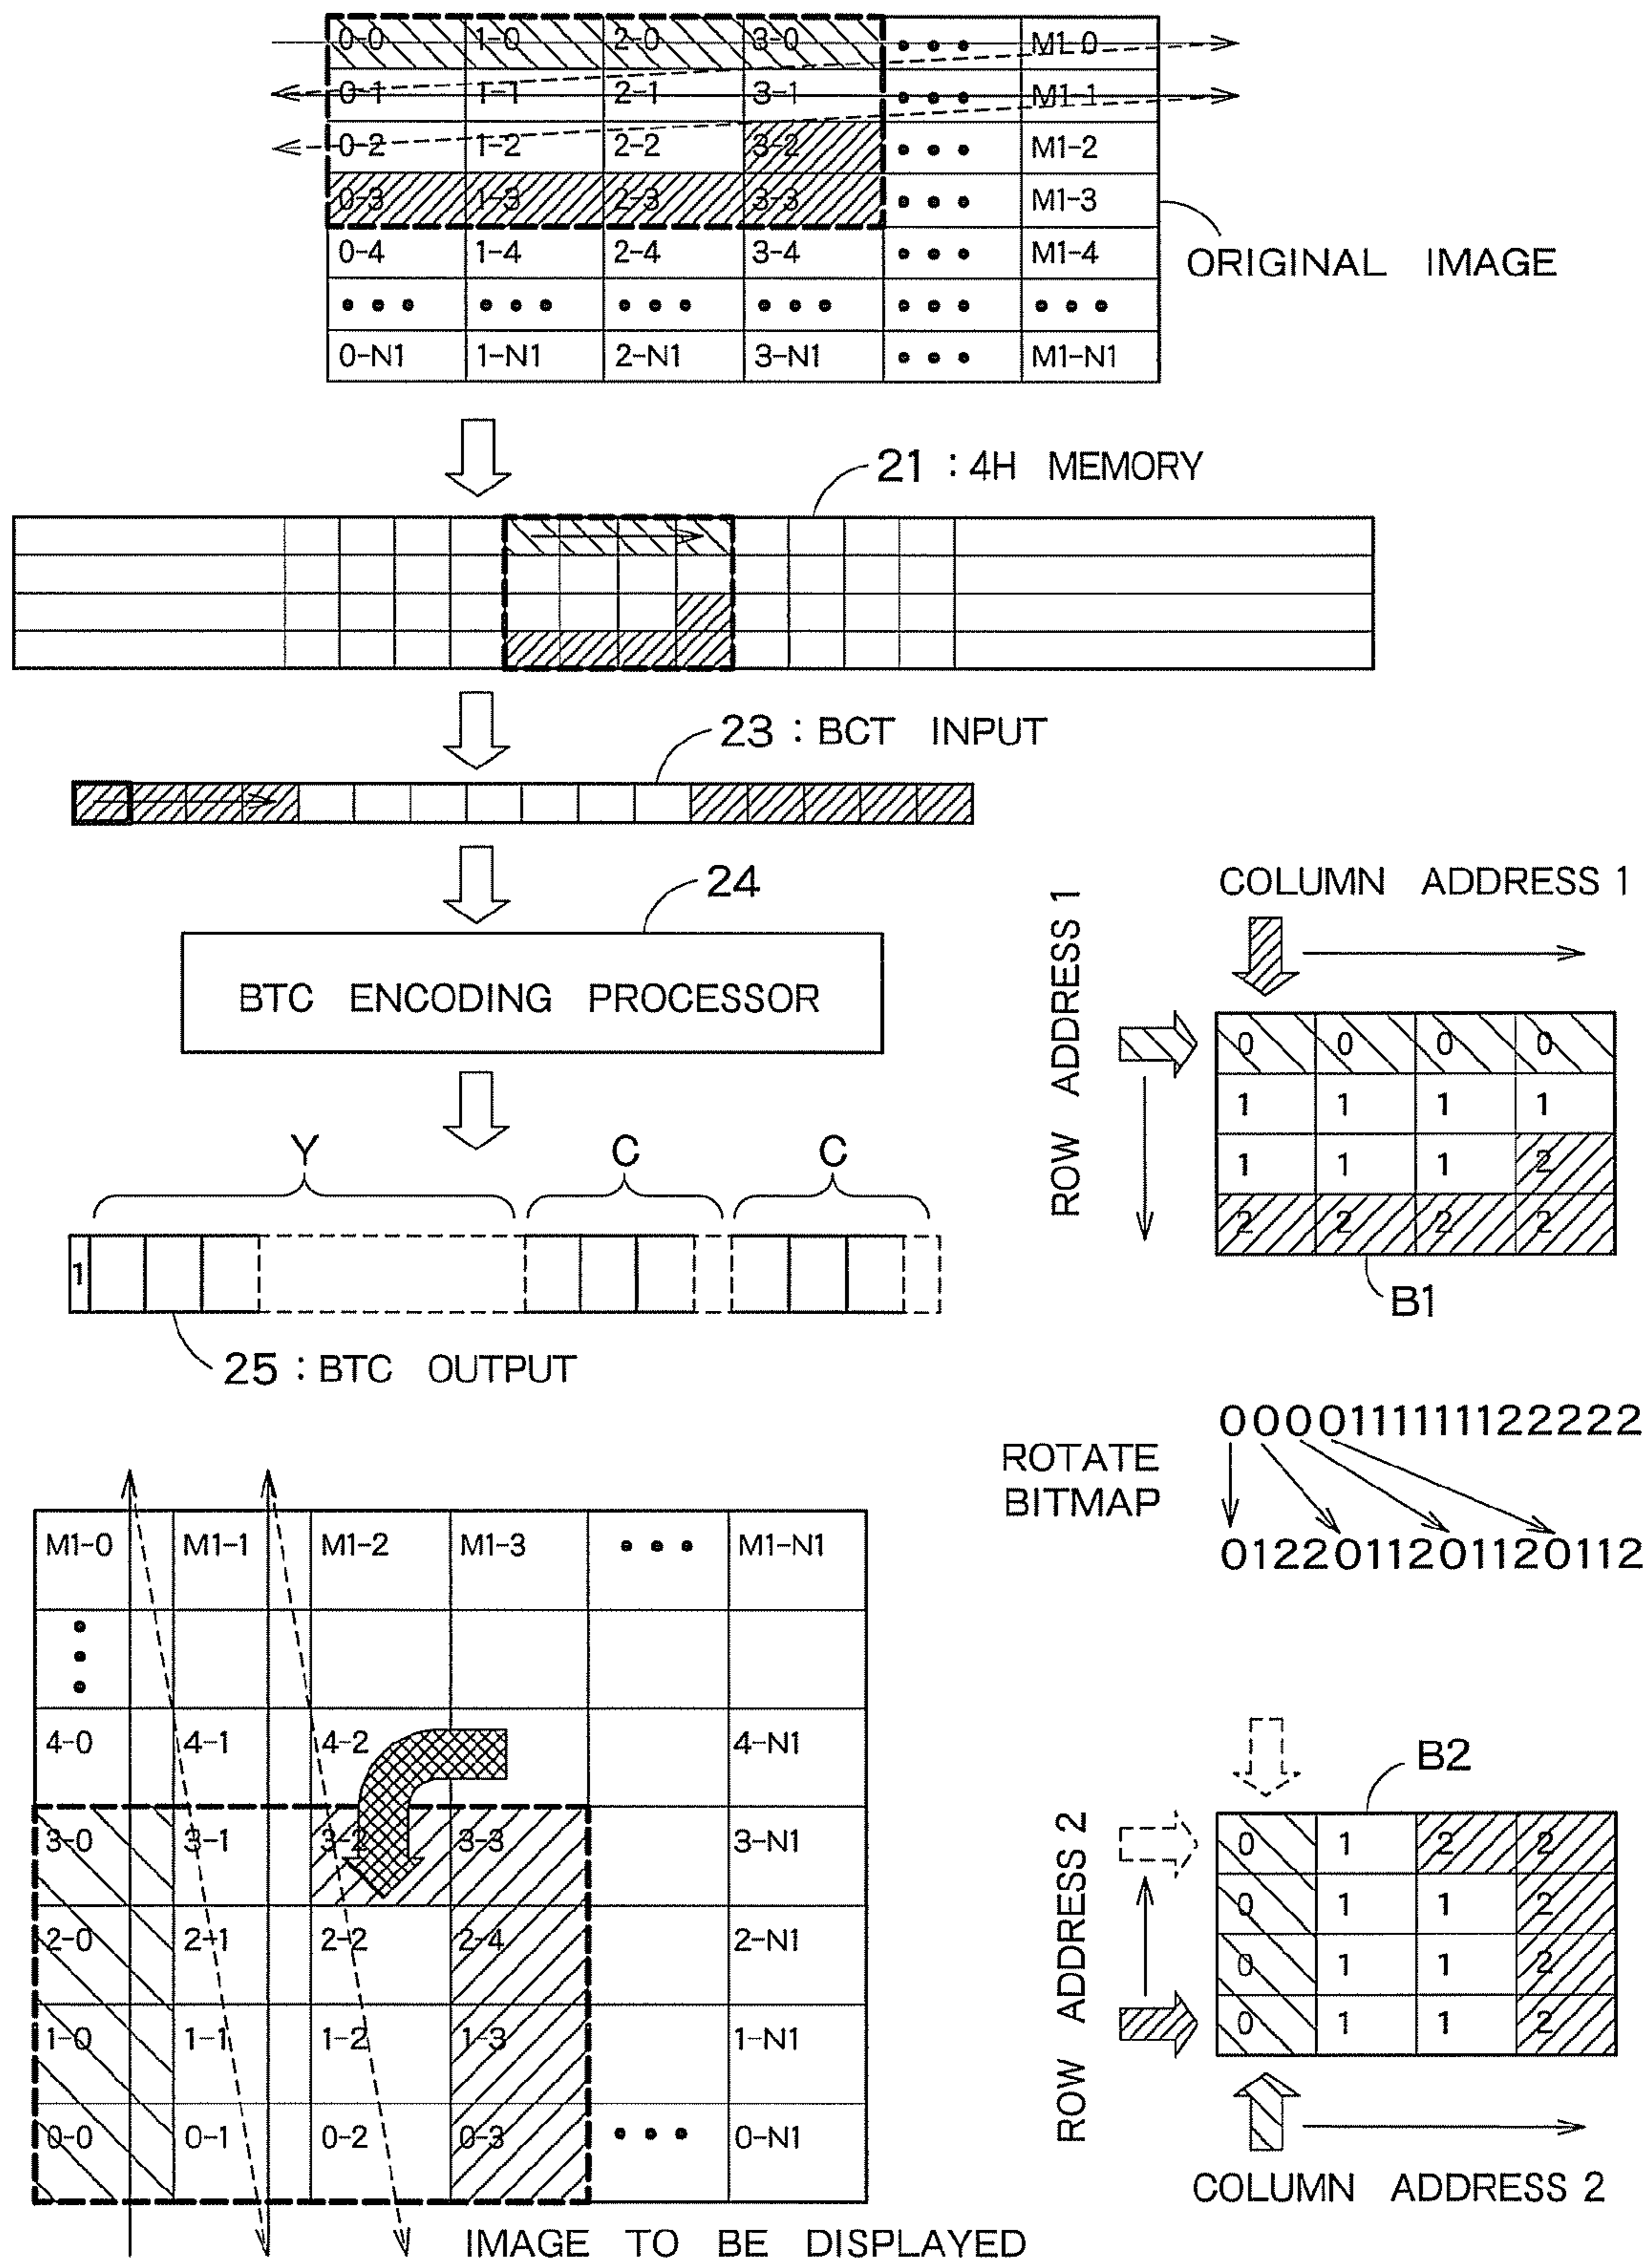 0-0 1-0 2-0 3-0 ••• M1-0
0-1 1-1 2-1 3-1 ••• M1-1
0-2 1-2 2-2 3-2 ••• M1-2
0-3 1-3 2-3 3-3 ••• M1-3
0-4 1-4 2-4 3-4 ••• M1-4
••• ••• ••• ••• ••• •••
0-N1 1-N1 2-N1 3-N1 ••• M1-N1
ORIGINAL IMAGE
21 : 4H MEMORY
23 : BCT INPUT
24
BTC ENCODING PROCESSOR
Y C C
1
25 : BTC OUTPUT
COLUMN ADDRESS 1
ROW ADDRESS 1
0 0 0 0
1 1 1 1
1 1 1 2
2 2 2 2
B1
0000111111122222
ROTATE
BITMAP
0122011201120112
M1-0 M1-1 M1-2 M1-3 ••• M1-N1
•••
4-0 4-1 4-2 4-N1
3-0 3-1 3-2 3-3 3-N1
2-0 2-1 2-2 2-4 2-N1
1-0 1-1 1-2 1-3 1-N1
0-0 0-1 0-2 0-3 ••• 0-N1
IMAGE TO BE DISPLAYED
B2
ROW ADDRESS 2
0 1 2 2
0 1 1 2
0 1 1 2
0 1 1 2
COLUMN ADDRESS 2